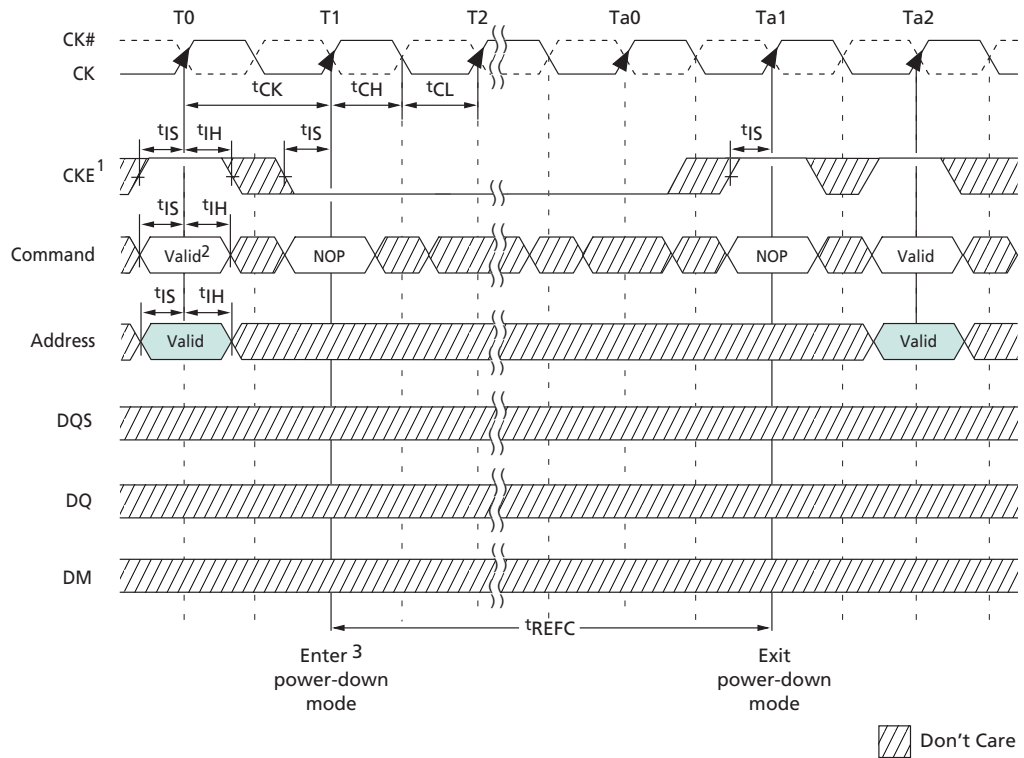 T0 T1 T2 Ta0 Ta1 Ta2
CK#
CK
tCK tCH tCL
tIS tIH tIS tIS
CKE1
tIS tIH
Command Valid2 NOP NOP Valid
tIS tIH
Address Valid Valid
DQS
DQ
DM
tREFC
Enter 3
power-down
mode
Exit
power-down
mode
Don't Care